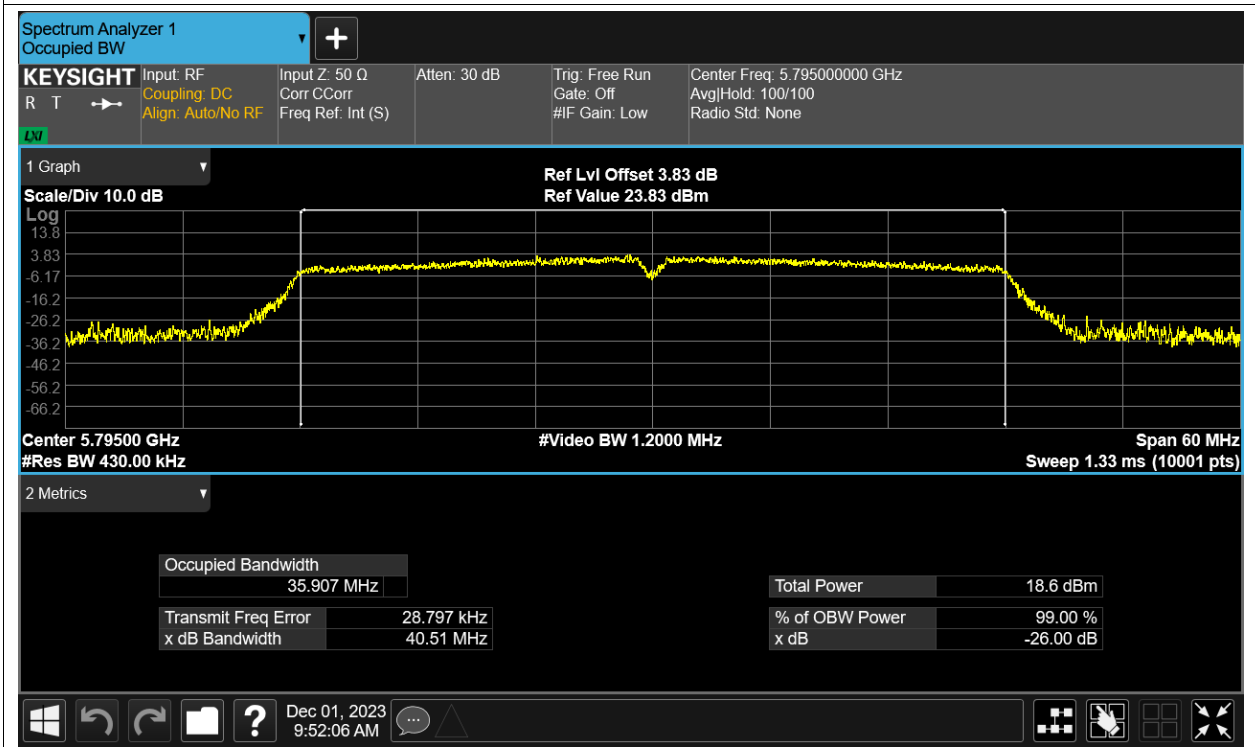 Spectrum Analyzer 1
Occupied BW
KEYSIGHT
R T
LXI
Input: RF
Coupling: DC
Align: Auto/No RF
Input Z: 50 Ω
Corr CCorr
Freq Ref: Int (S)
Atten: 30 dB
Trig: Free Run
Gate: Off
#IF Gain: Low
Center Freq: 5.795000000 GHz
Avg|Hold: 100/100
Radio Std: None
1 Graph
Scale/Div 10.0 dB
Ref Lvl Offset 3.83 dB
Ref Value 23.83 dBm
Log
13.8
3.83
-6.17
-16.2
-26.2
-36.2
-46.2
-56.2
-66.2
Center 5.79500 GHz
#Video BW 1.2000 MHz
Span 60 MHz
#Res BW 430.00 kHz
Sweep 1.33 ms (10001 pts)
2 Metrics
Occupied Bandwidth
35.907 MHz
Transmit Freq Error 28.797 kHz
x dB Bandwidth 40.51 MHz
Total Power 18.6 dBm
% of OBW Power 99.00 %
x dB -26.00 dB
?
Dec 01, 2023
9:52:06 AM